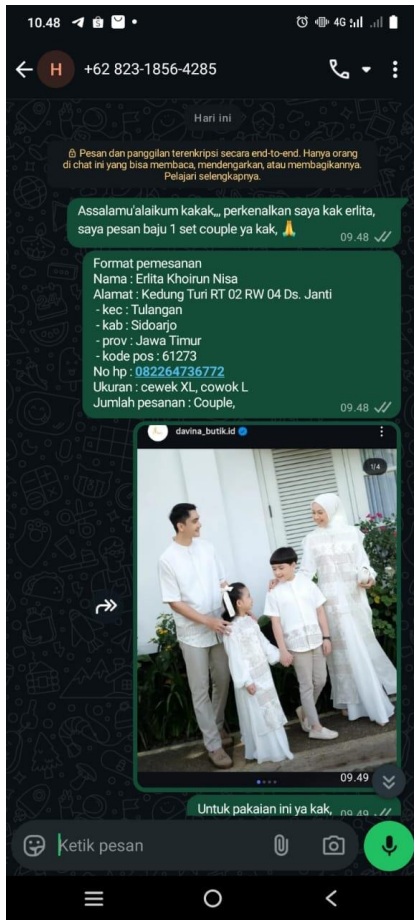 10.48
4G
H +62 823-1856-4285
Hari ini
Pesan dan panggilan terenkripsi secara end-to-end. Hanya orang
di chat ini yang bisa membaca, mendengarkan, atau membagikannya.
Pelajari selengkapnya.
Assalamu'alaikum kakak,,, perkenalkan saya kak erlita,
saya pesan baju 1 set couple ya kak, 🙏
09.48
Format pemesanan
Nama : Erlita Khoirun Nisa
Alamat : Kedung Turi RT 02 RW 04 Ds. Janti
- kec : Tulangan
- kab : Sidoarjo
- prov : Jawa Timur
- kode pos : 61273
No hp : 082264736772
Ukuran : cewek XL, cowok L
Jumlah pesanan : Couple,
09.48
davina_butik.id
1/4
09.49
Untuk pakaian ini ya kak,
09.49
Ketik pesan